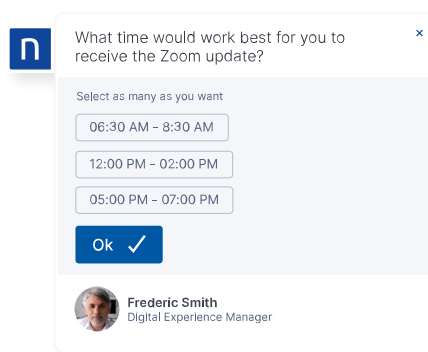 n
What time would work best for you to
receive the Zoom update?
Select as many as you want
06:30 AM - 8:30 AM
12:00 PM - 02:00 PM
05:00 PM - 07:00 PM
Ok
Frederic Smith
Digital Experience Manager